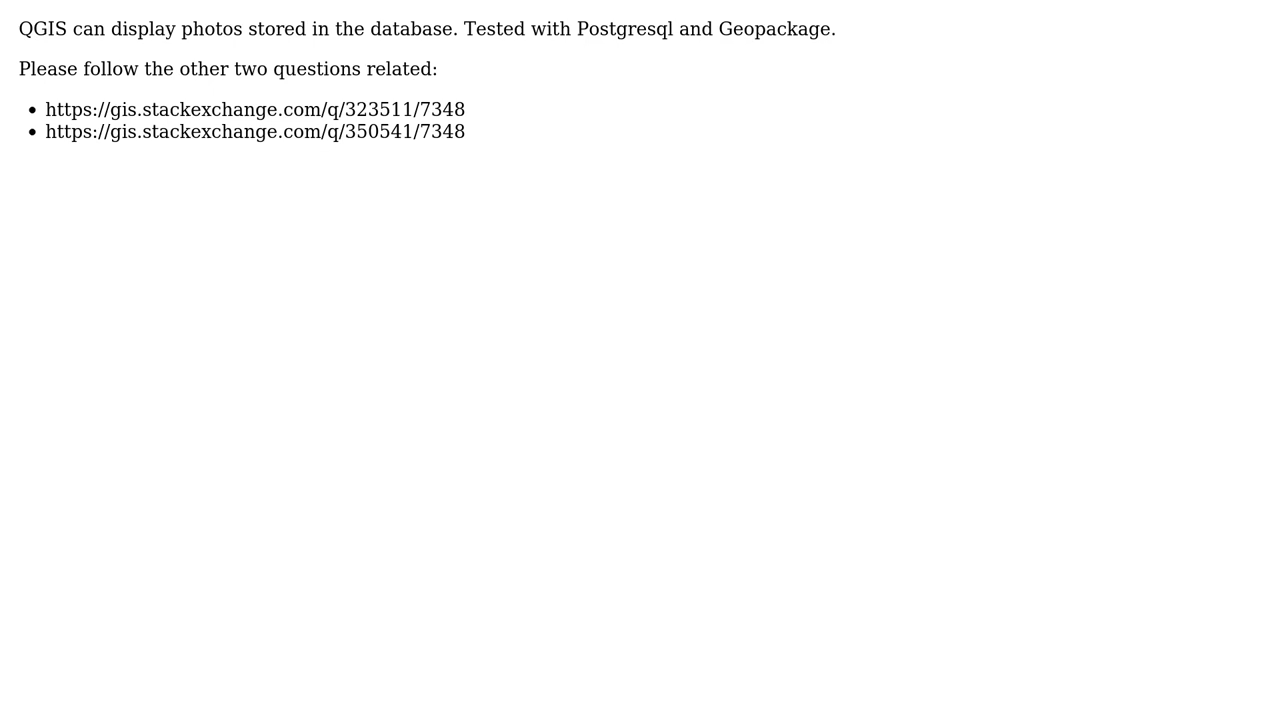 QGIS can display photos stored in the database. Tested with Postgresql and Geopackage.
Please follow the other two questions related:
• https://gis.stackexchange.com/q/323511/7348
• https://gis.stackexchange.com/q/350541/7348